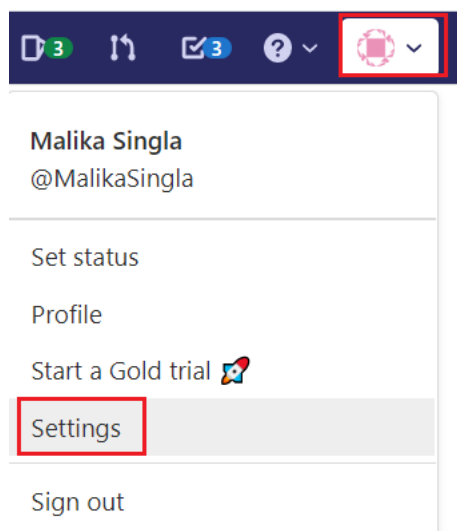 3 3 ?
Malika Singla
@MalikaSingla
Set status
Profile
Start a Gold trial
Settings
Sign out